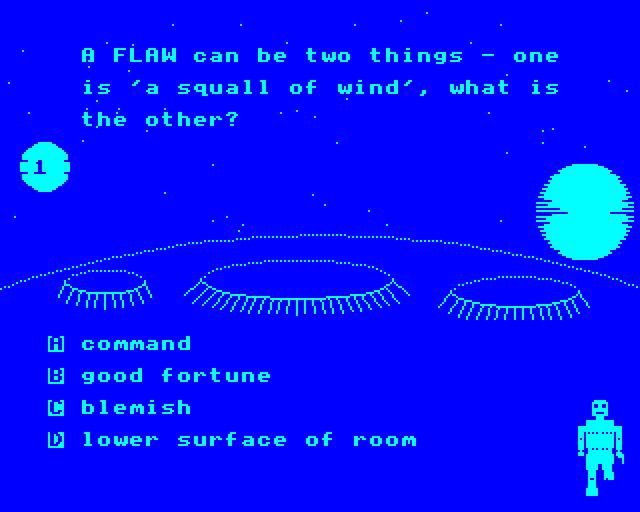 A FLAW can be two things - one
is 'a squall of wind', what is
the other?
1
A command
B good fortune
C blemish
D lower surface of room